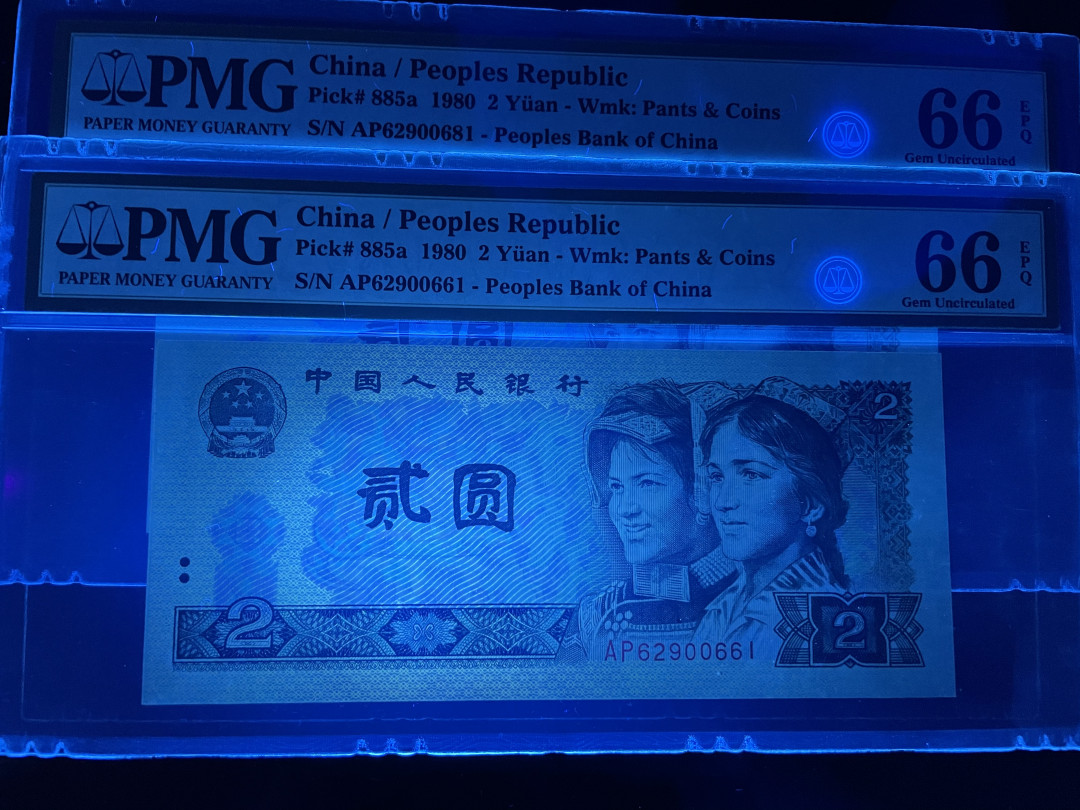 PMG
PAPER MONEY GUARANTY
China / Peoples Republic
Pick# 885a 1980 2 Yüan - Wmk: Pants & Coins
S/N AP62900681 - Peoples Bank of China
66
EPQ
Gem Uncirculated
PMG
PAPER MONEY GUARANTY
China / Peoples Republic
Pick# 885a 1980 2 Yüan - Wmk: Pants & Coins
S/N AP62900661 - Peoples Bank of China
66
EPQ
Gem Uncirculated
贰圆
中国人民银行
2
贰圆
2
AP62900661
2